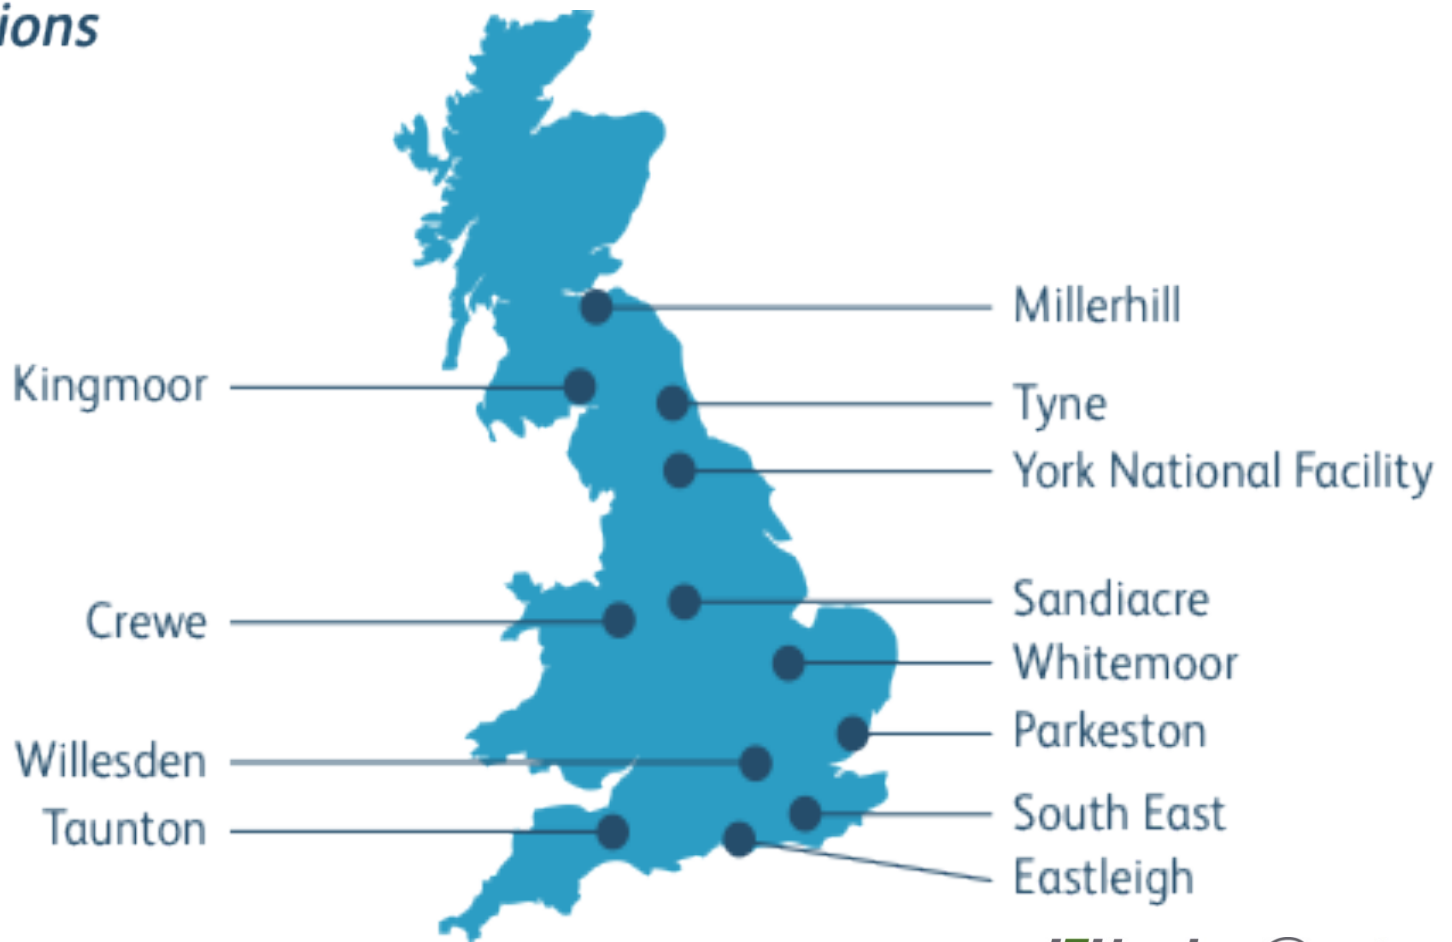 ions
Millerhill
Kingmoor
Tyne
York National Facility
Sandiacre
Crewe
Whitemoor
Parkeston
Willesden
South East
Taunton
Eastleigh